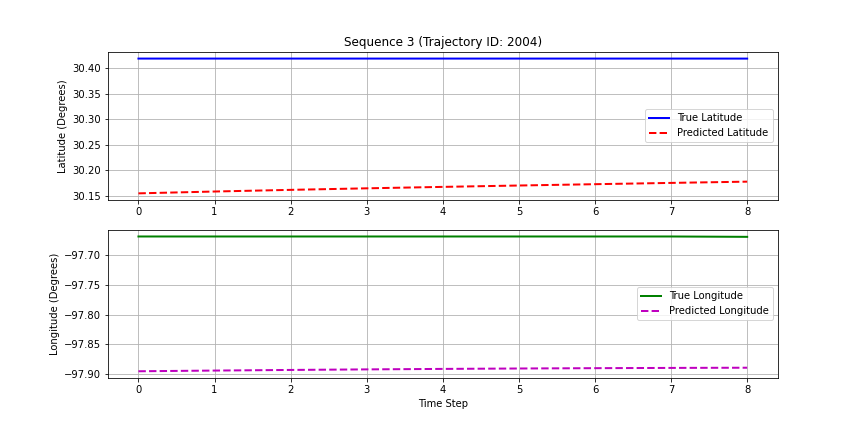 Sequence 3 (Trajectory ID: 2004)
Latitude (Degrees)
30.40
30.35
30.30
30.25
30.20
30.15
True Latitude
Predicted Latitude
0 1 2 3 4 5 6 7 8
Longitude (Degrees)
−97.70
−97.75
−97.80
−97.85
−97.90
True Longitude
Predicted Longitude
0 1 2 3 4 5 6 7 8
Time Step